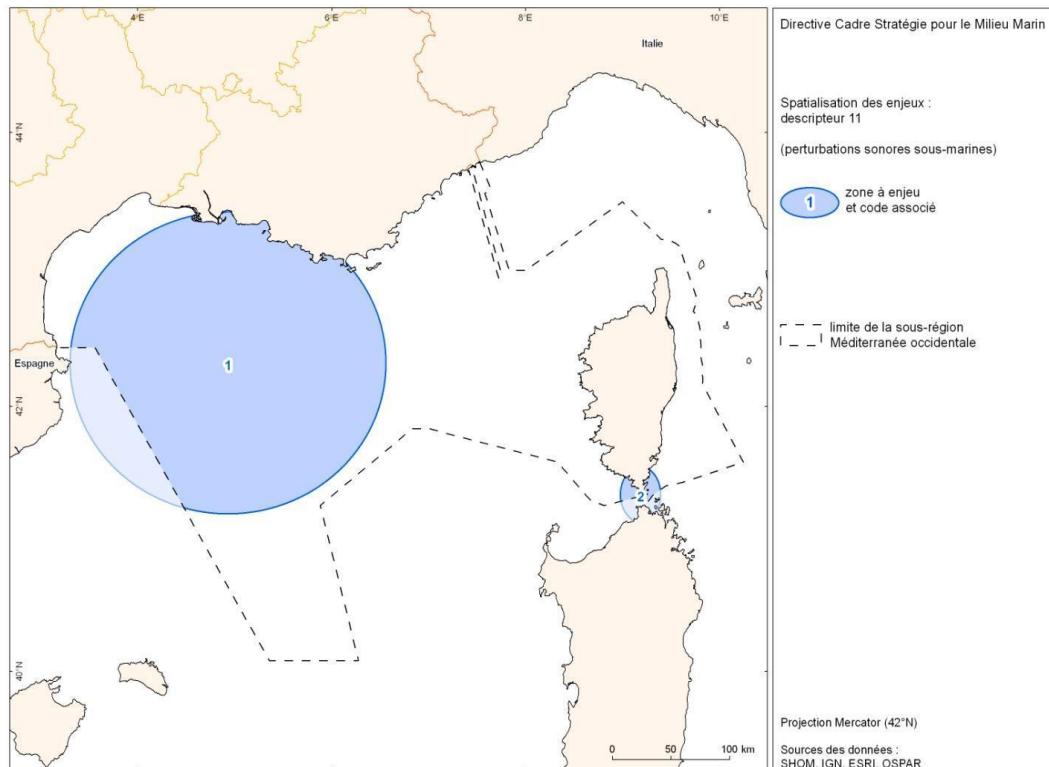 4°E
6°E
8°E
10°E
Italie
44°N
Espagne
1
42°N
2
40°N
0 50 100 km
Directive Cadre Stratégie pour le Milieu Marin
Spatialisation des enjeux :
descripteur 11
(perturbations sonores sous-marines)
1
zone à enjeu
et code associé
limite de la sous-région
Méditerranée occidentale
Projection Mercator (42°N)
Sources des données :
SHOM, IGN, ESRI, OSPAR